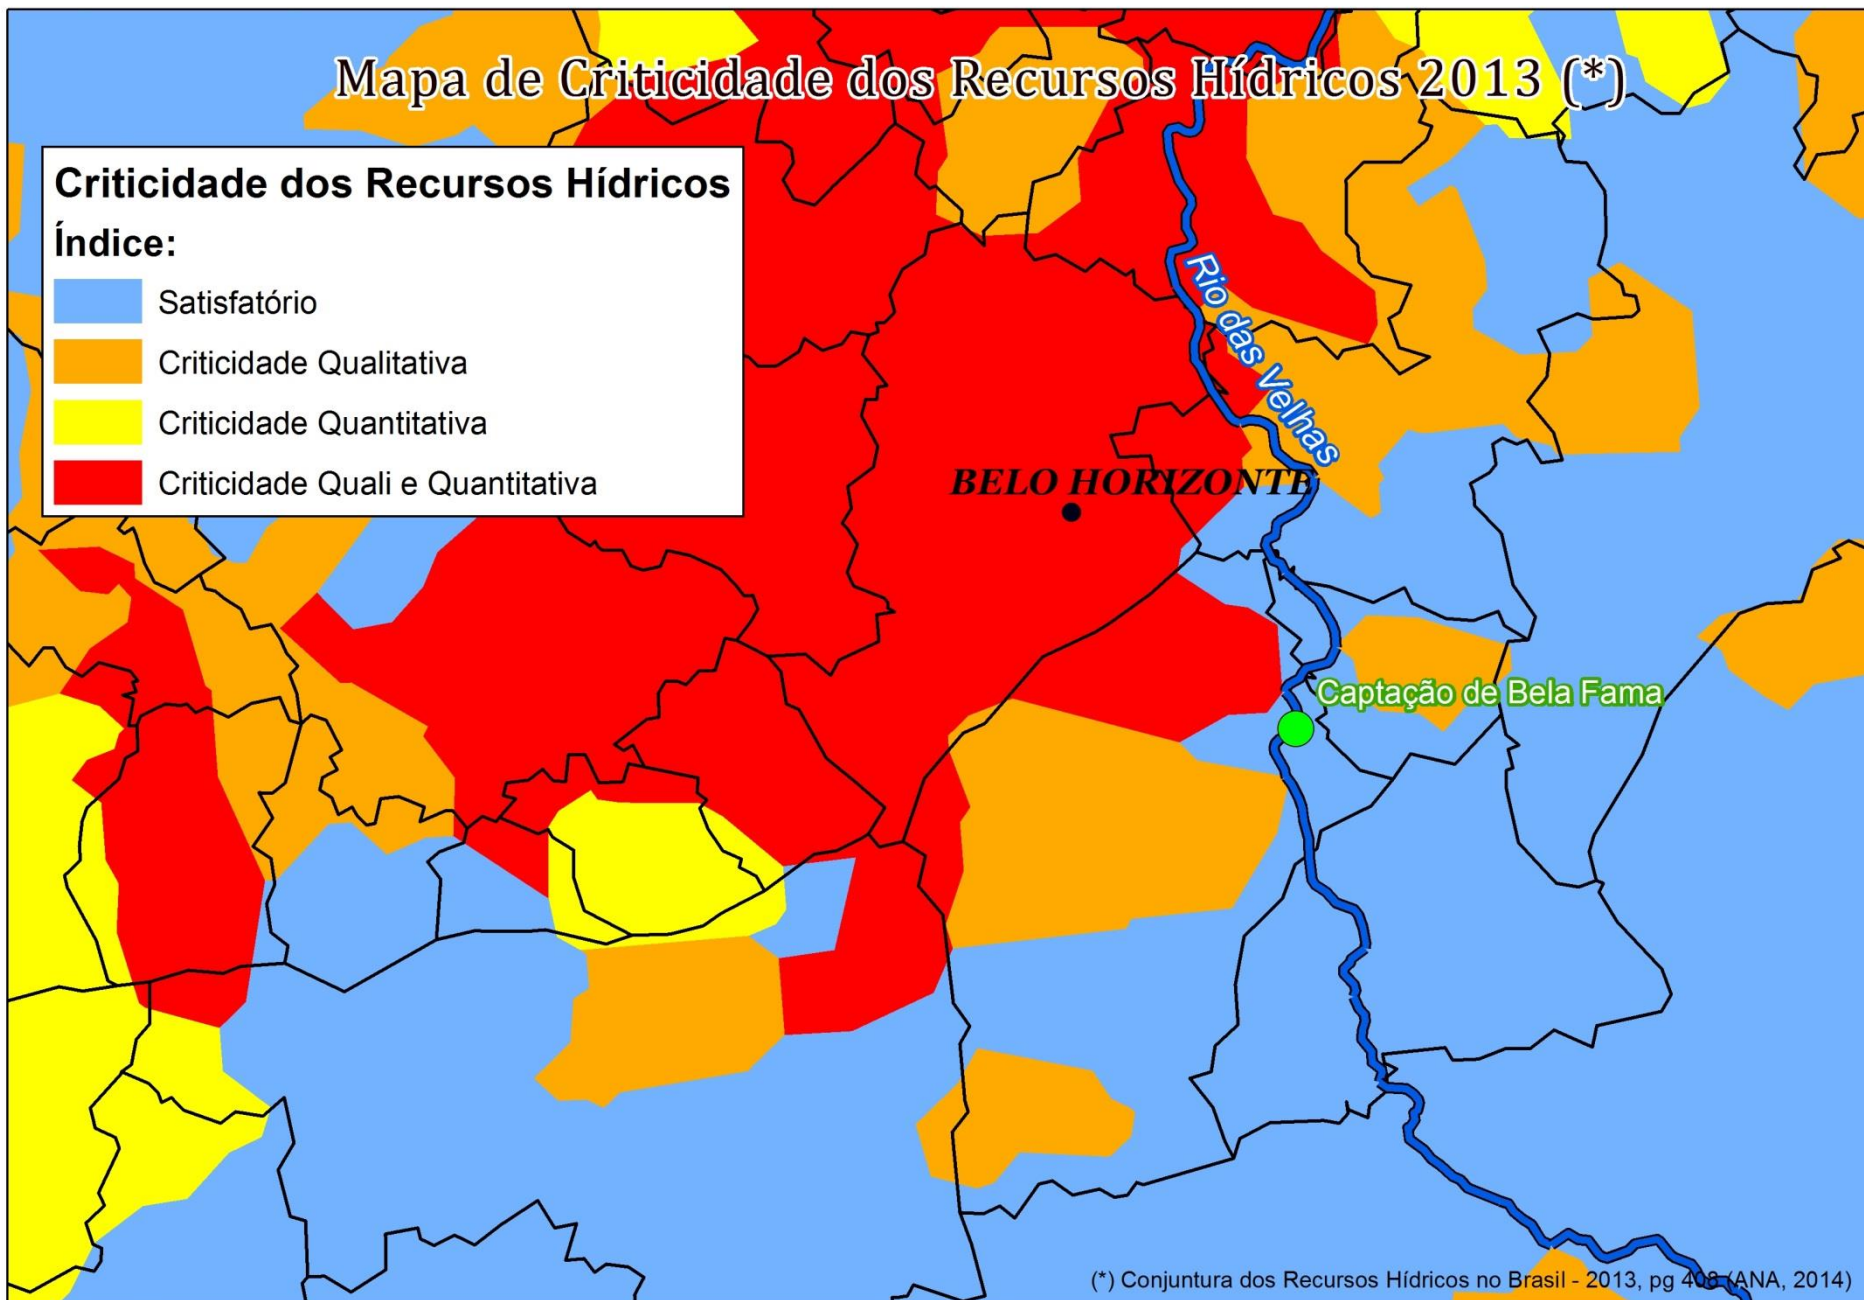 Mapa de Criticidade dos Recursos Hídricos 2013 (*)
Criticidade dos Recursos Hídricos
Índice:
Satisfatório
Criticidade Qualitativa
Criticidade Quantitativa
Criticidade Quali e Quantitativa
Rio das Velhas
BELO HORIZONTE
Captação de Bela Fama
(*) Conjuntura dos Recursos Hídricos no Brasil - 2013, pg 408 (ANA, 2014)